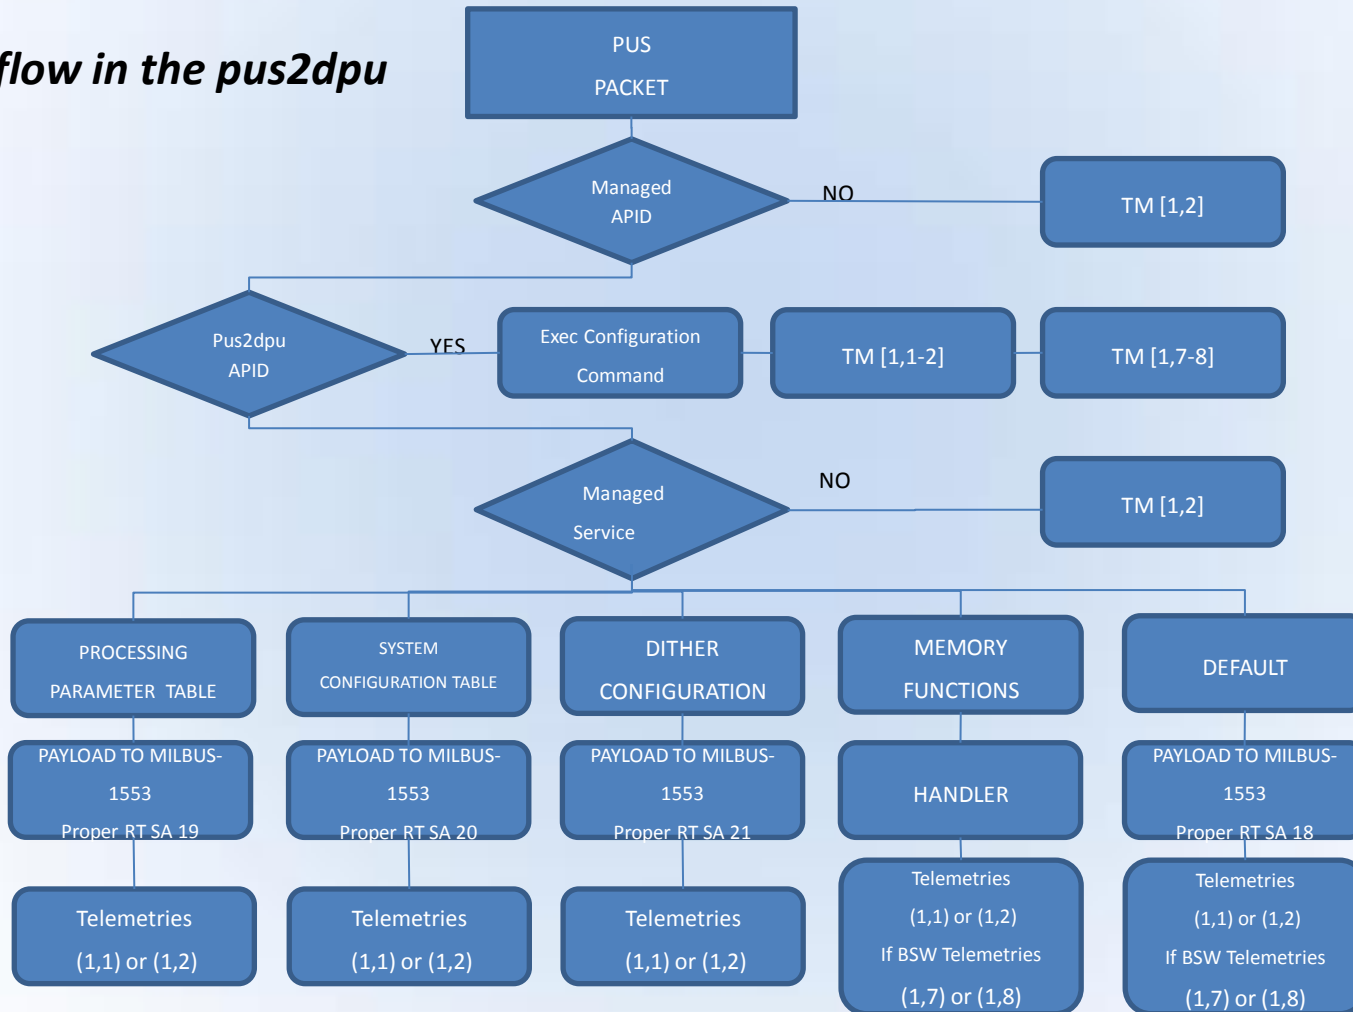 flow in the pus2dpu
PUS
PACKET
Managed
APID
NO
TM [1,2]
Pus2dpu
APID
YES
Exec Configuration
Command
TM [1,1-2]
TM [1,7-8]
Managed
Service
NO
TM [1,2]
PROCESSING
PARAMETER TABLE
SYSTEM
CONFIGURATION TABLE
DITHER
CONFIGURATION
MEMORY
FUNCTIONS
DEFAULT
PAYLOAD TO MILBUS-
1553
Proper RT SA 19
PAYLOAD TO MILBUS-
1553
Proper RT SA 20
PAYLOAD TO MILBUS-
1553
Proper RT SA 21
HANDLER
PAYLOAD TO MILBUS-
1553
Proper RT SA 18
Telemetries
(1,1) or (1,2)
Telemetries
(1,1) or (1,2)
Telemetries
(1,1) or (1,2)
Telemetries
(1,1) or (1,2)
If BSW Telemetries
(1,7) or (1,8)
Telemetries
(1,1) or (1,2)
If BSW Telemetries
(1,7) or (1,8)